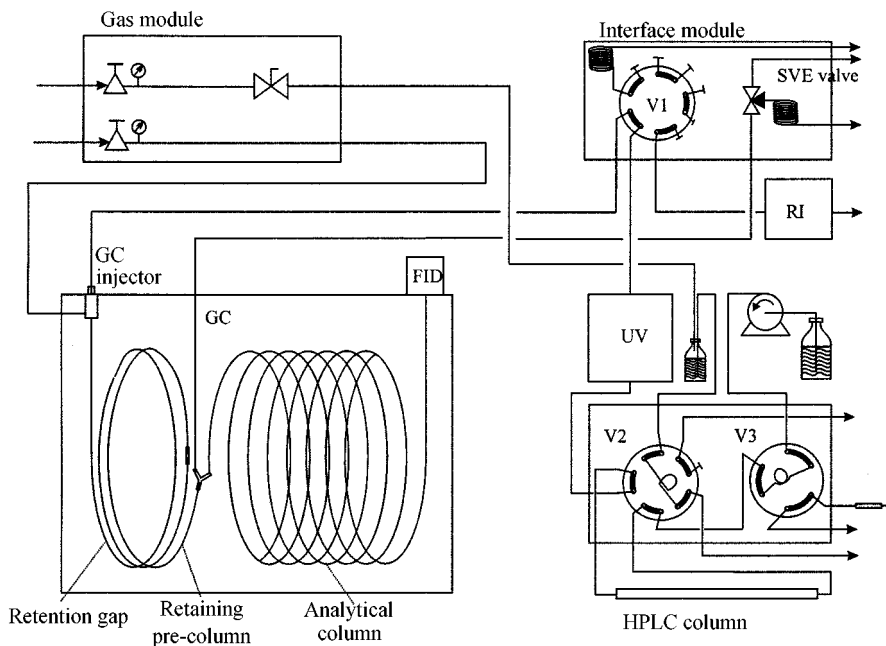 Gas module
Interface module
V1
SVE valve
RI
GC
injector
FID
GC
UV
V2
V3
Retention gap
Retaining
pre-column
Analytical
column
HPLC column